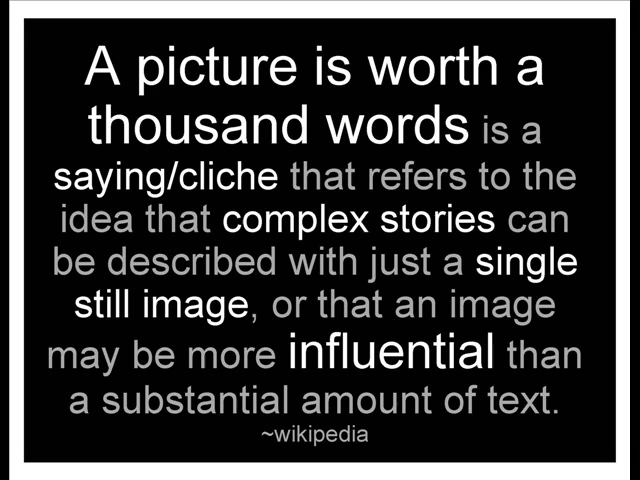 A picture is worth a
thousand words is a
saying/cliche that refers to the
idea that complex stories can
be described with just a single
still image, or that an image
may be more influential than
a substantial amount of text.
~wikipedia